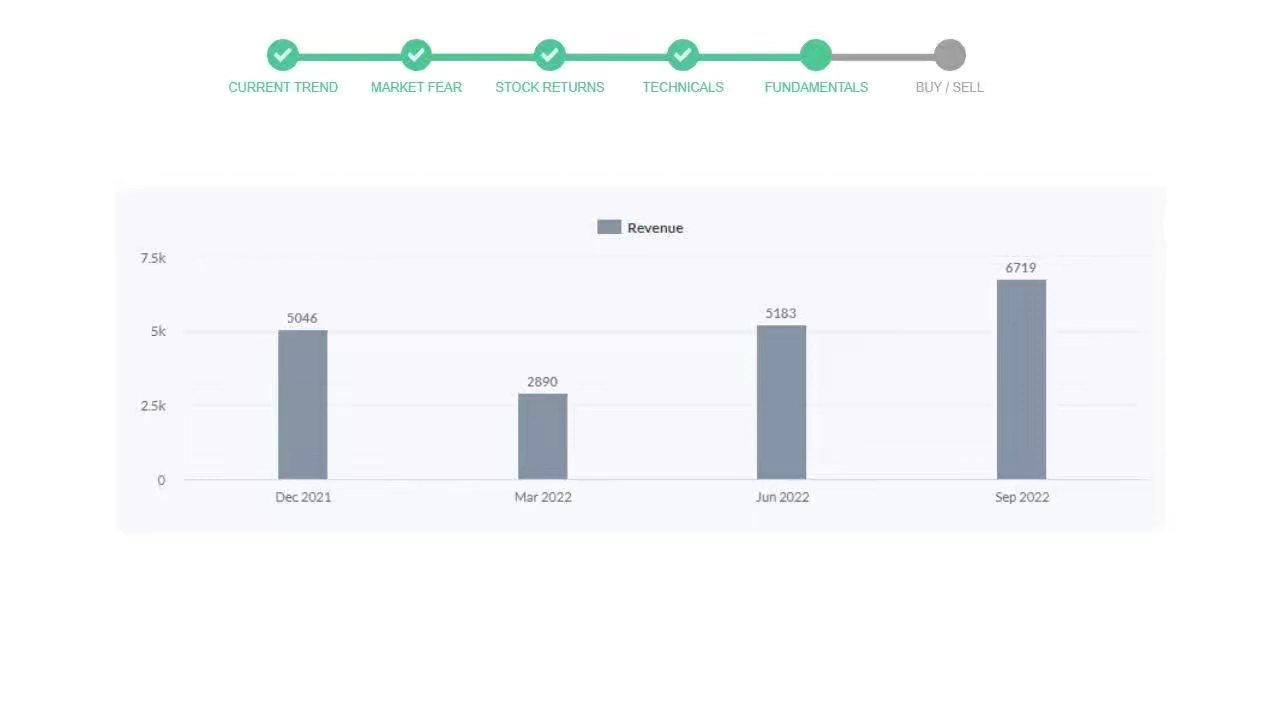 CURRENT TREND MARKET FEAR STOCK RETURNS TECHNICALS FUNDAMENTALS BUY / SELL
Revenue
7.5k
6719
5183
5046
5k
2890
2.5k
0
Dec 2021 Mar 2022 Jun 2022 Sep 2022